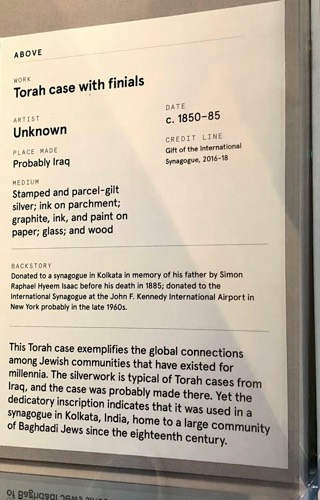 ABOVE
WORK
Torah case with finials
ARTIST
Unknown
DATE
c. 1850–85
PLACE MADE
Probably Iraq
CREDIT LINE
Gift of the International
Synagogue, 2016-18
MEDIUM
Stamped and parcel-gilt
silver; ink on parchment;
graphite, ink, and paint on
paper; glass; and wood
BACKSTORY
Donated to a synagogue in Kolkata in memory of his father by Simon
Raphael Hyeem Isaac before his death in 1885; donated to the
International Synagogue at the John F. Kennedy International Airport in
New York probably in the late 1960s.
This Torah case exemplifies the global connections
among Jewish communities that have existed for
millennia. The silverwork is typical of Torah cases from
Iraq, and the case was probably made there. Yet the
dedicatory inscription indicates that it was used in a
synagogue in Kolkata, India, home to a large community
of Baghdadi Jews since the eighteenth century.